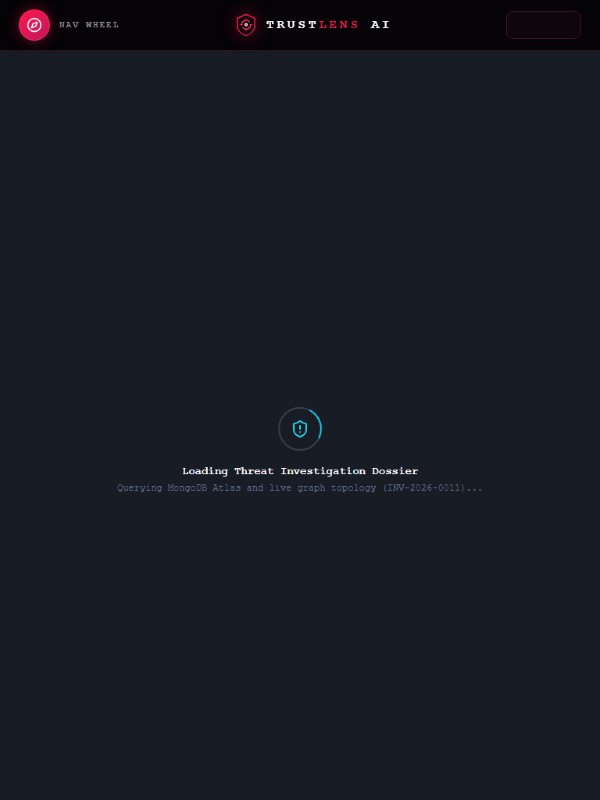 NAV WHEEL
TRUSTLENS AI
Loading Threat Investigation Dossier
Querying MongoDB Atlas and live graph topology (INV-2026-0011)...